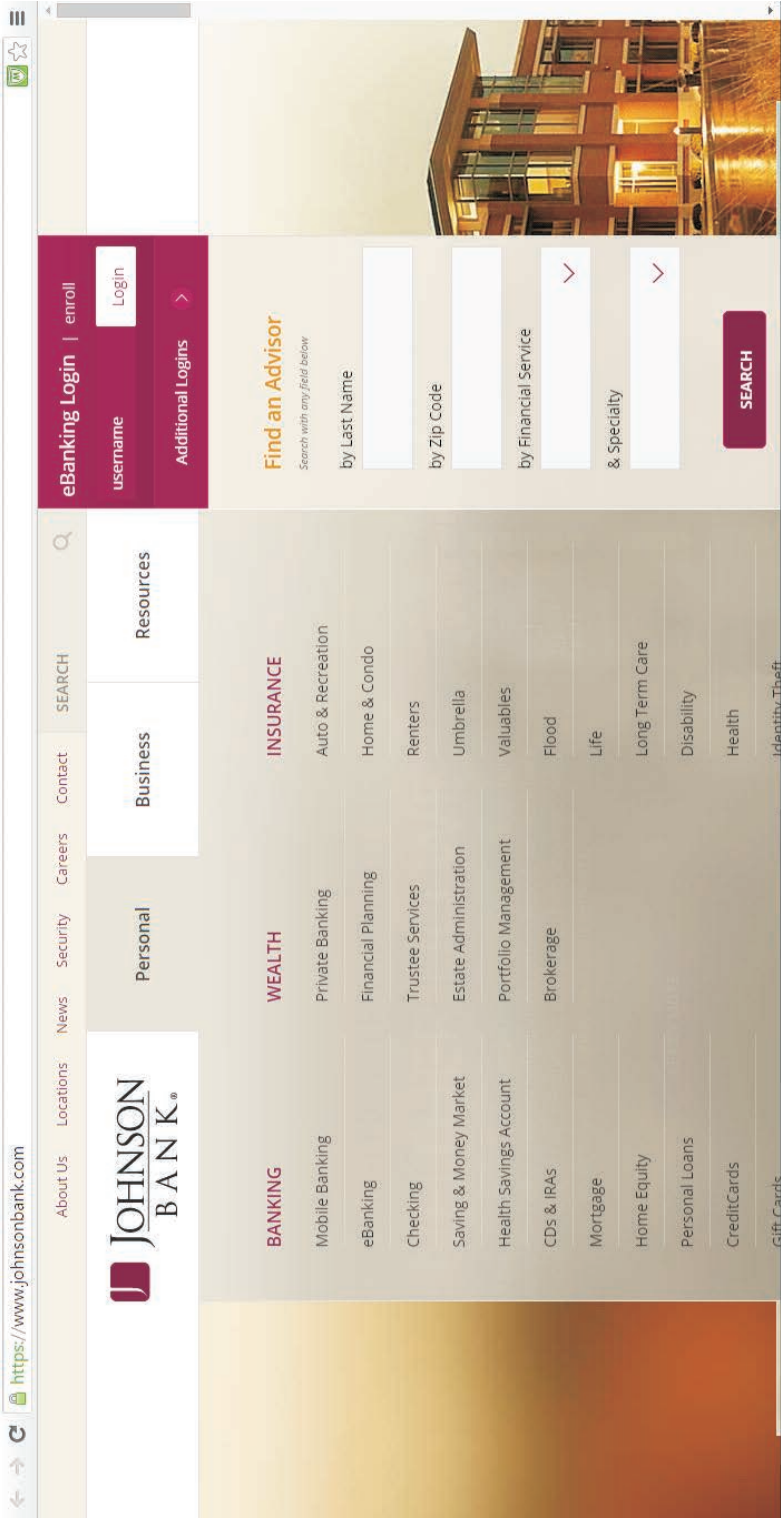 https://www.johnsonbank.com
About Us Locations News Security Careers Contact SEARCH
eBanking Login | enroll
username Login
Additional Logins
JOHNSON
BANK®
Personal Business Resources
BANKING
Mobile Banking
eBanking
Checking
Saving & Money Market
Health Savings Account
CDs & IRAs
Mortgage
Home Equity
Personal Loans
CreditCards
Gift Cards
WEALTH
Private Banking
Financial Planning
Trustee Services
Estate Administration
Portfolio Management
Brokerage
INSURANCE
Auto & Recreation
Home & Condo
Renters
Umbrella
Valuables
Flood
Life
Long Term Care
Disability
Health
Identity Theft
Find an Advisor
Search with any field below
by Last Name
by Zip Code
by Financial Service
& Specialty
SEARCH